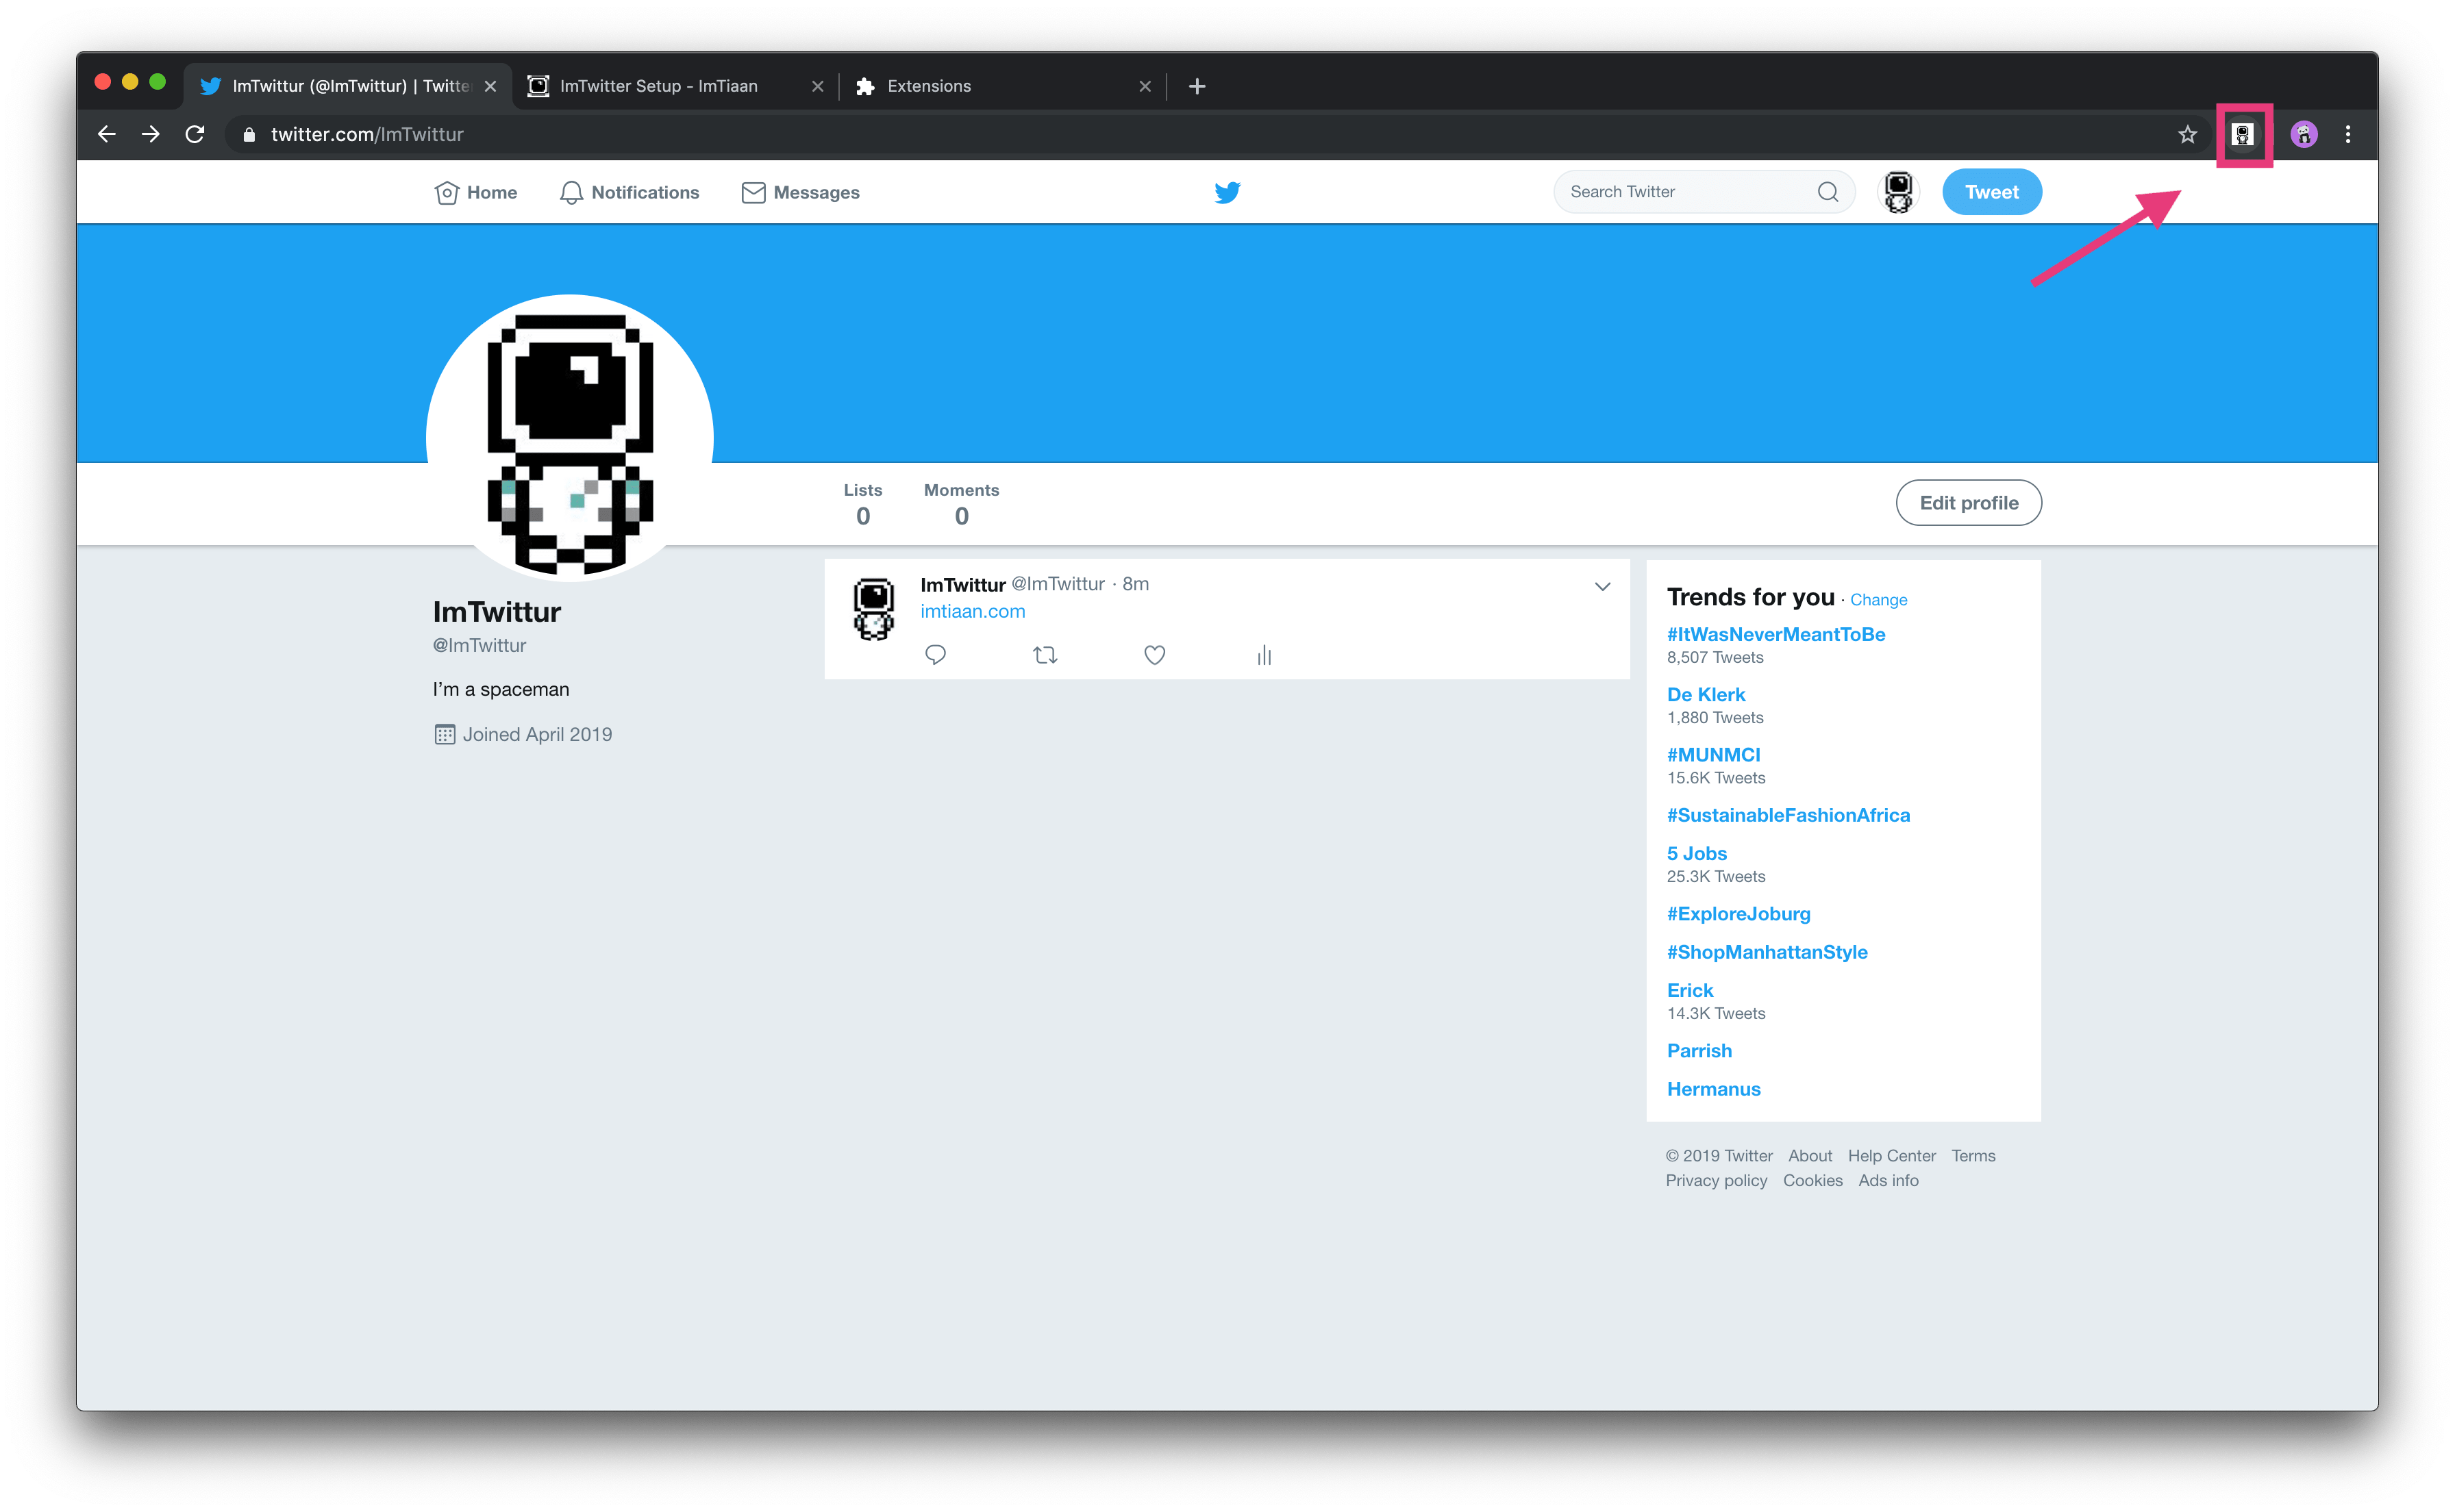 ImTwittur (@ImTwittur) | Twitte
ImTwitter Setup - ImTiaan
Extensions
twitter.com/ImTwittur
Home
Notifications
Messages
Search Twitter
Tweet
Lists
0
Moments
0
Edit profile
ImTwittur
@ImTwittur
I'm a spaceman
Joined April 2019
ImTwittur @ImTwittur · 8m
imtiaan.com
Trends for you · Change
#ItWasNeverMeantToBe
8,507 Tweets
De Klerk
1,880 Tweets
#MUNMCI
15.6K Tweets
#SustainableFashionAfrica
5 Jobs
25.3K Tweets
#ExploreJoburg
#ShopManhattanStyle
Erick
14.3K Tweets
Parrish
Hermanus
© 2019 Twitter About Help Center Terms
Privacy policy Cookies Ads info